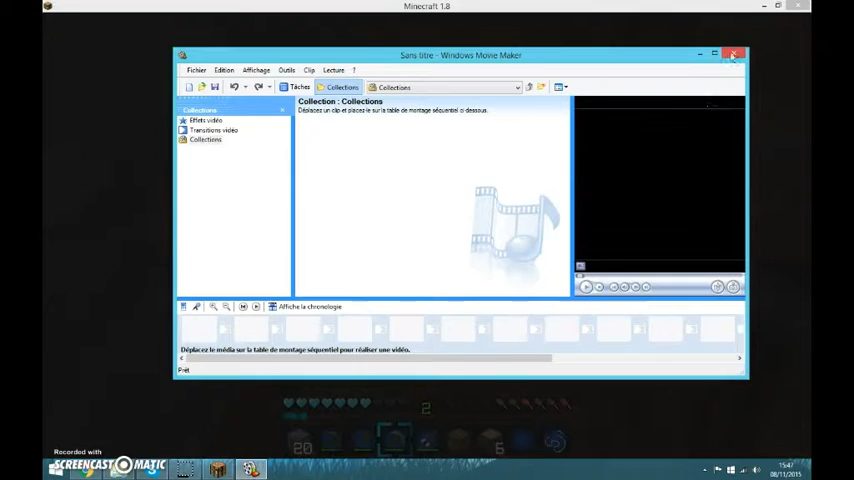 Minecraft 1.8
Sans titre - Windows Movie Maker
Fichier Edition Affichage Outils Clip Lecture ?
Tâches Collections Collections
Collections
Effets vidéo
Transitions vidéo
Collections
Collection : Collections
Déplacez un clip et placez-le sur la table de montage séquentiel ci-dessous.
Affiche la chronologie
Déplacez le média sur la table de montage séquentiel pour réaliser une vidéo.
Prêt
2
20
6
Recorded with
SCREENCAST MATIC
15:47
08/11/2015